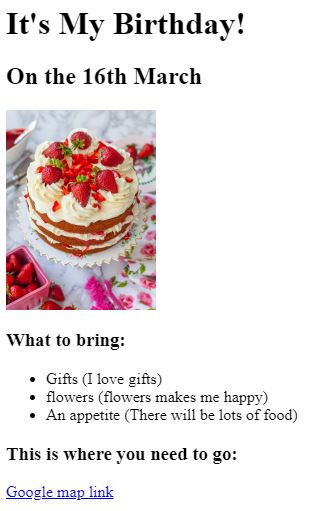 It's My Birthday!
On the 16th March
What to bring:
Gifts (I love gifts)
flowers (flowers makes me happy)
An appetite (There will be lots of food)
This is where you need to go:
Google map link